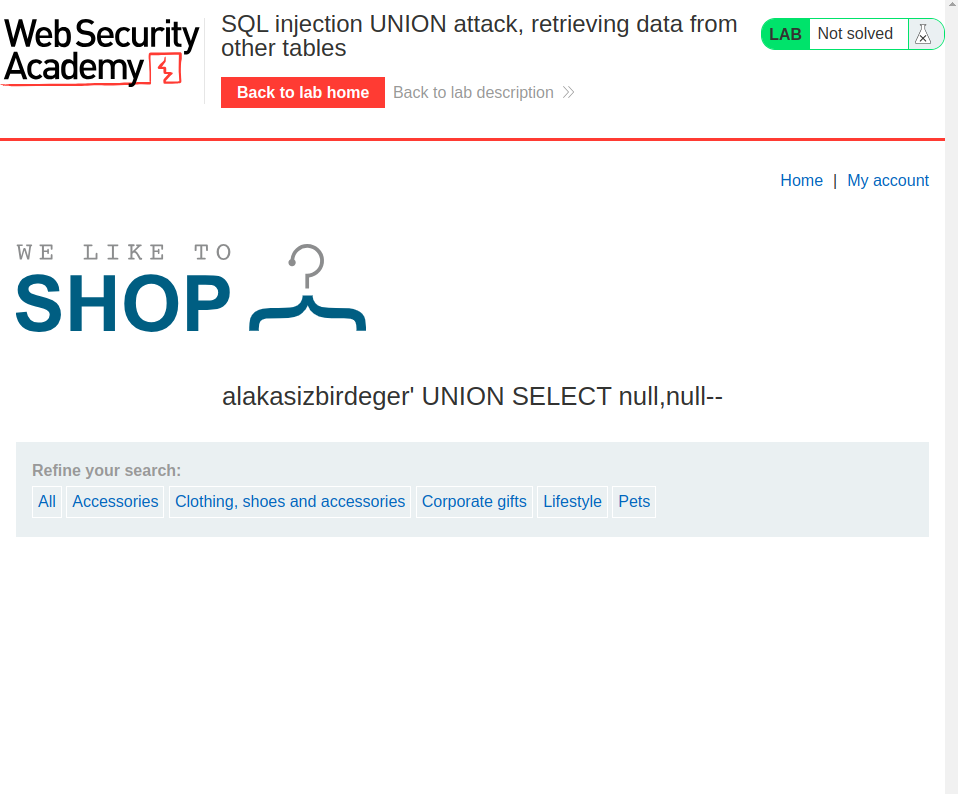 Web Security
Academy
SQL injection UNION attack, retrieving data from
other tables
LAB Not solved
Back to lab home Back to lab description
Home | My account
WE LIKE TO
SHOP
alakasizbirdeger' UNION SELECT null,null--
Refine your search:
All Accessories Clothing, shoes and accessories Corporate gifts Lifestyle Pets